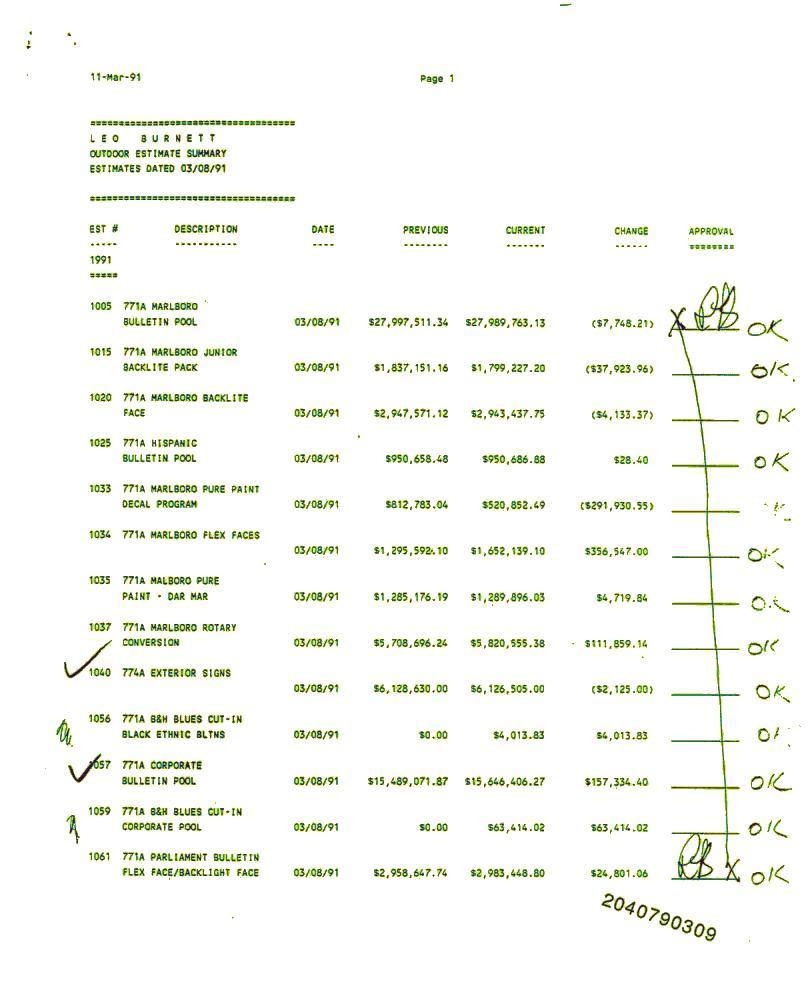 11-Mar-91 Page 1
====================================
L E O B U R N E T T
OUTDOOR ESTIMATE SUMMARY
ESTIMATES DATED 03/08/91
====================================
EST # DESCRIPTION DATE PREVIOUS CURRENT CHANGE APPROVAL
----- ----------- ---- -------- ------- ------ ========
1991
=====
1005 771A MARLBORO
BULLETIN POOL 03/08/91 $27,997,511.34 $27,989,763.13 ($7,748.21) X OK
1015 771A MARLBORO JUNIOR
BACKLITE PACK 03/08/91 $1,837,151.16 $1,799,227.20 ($37,923.96) OK
1020 771A MARLBORO BACKLITE
FACE 03/08/91 $2,947,571.12 $2,943,437.75 ($4,133.37) OK
1025 771A HISPANIC
BULLETIN POOL 03/08/91 $950,658.48 $950,686.88 $28.40 OK
1033 771A MARLBORO PURE PAINT
DECAL PROGRAM 03/08/91 $812,783.04 $520,852.49 ($291,930.55)
1034 771A MARLBORO FLEX FACES
03/08/91 $1,295,592.10 $1,652,139.10 $356,547.00 OK
1035 771A MALBORO PURE
PAINT - DAR MAR 03/08/91 $1,285,176.19 $1,289,896.03 $4,719.84 OK
1037 771A MARLBORO ROTARY
CONVERSION 03/08/91 $5,708,696.24 $5,820,555.38 $111,859.14 OK
1040 774A EXTERIOR SIGNS
03/08/91 $6,128,630.00 $6,126,505.00 ($2,125.00) OK
1056 771A B&H BLUES CUT-IN
BLACK ETHNIC BLTNS 03/08/91 $0.00 $4,013.83 $4,013.83
1057 771A CORPORATE
BULLETIN POOL 03/08/91 $15,489,071.87 $15,646,406.27 $157,334.40 OK
1059 771A B&H BLUES CUT-IN
CORPORATE POOL 03/08/91 $0.00 $63,414.02 $63,414.02 OK
1061 771A PARLIAMENT BULLETIN
FLEX FACE/BACKLIGHT FACE 03/08/91 $2,958,647.74 $2,983,448.80 $24,801.06 X OK
2040790309